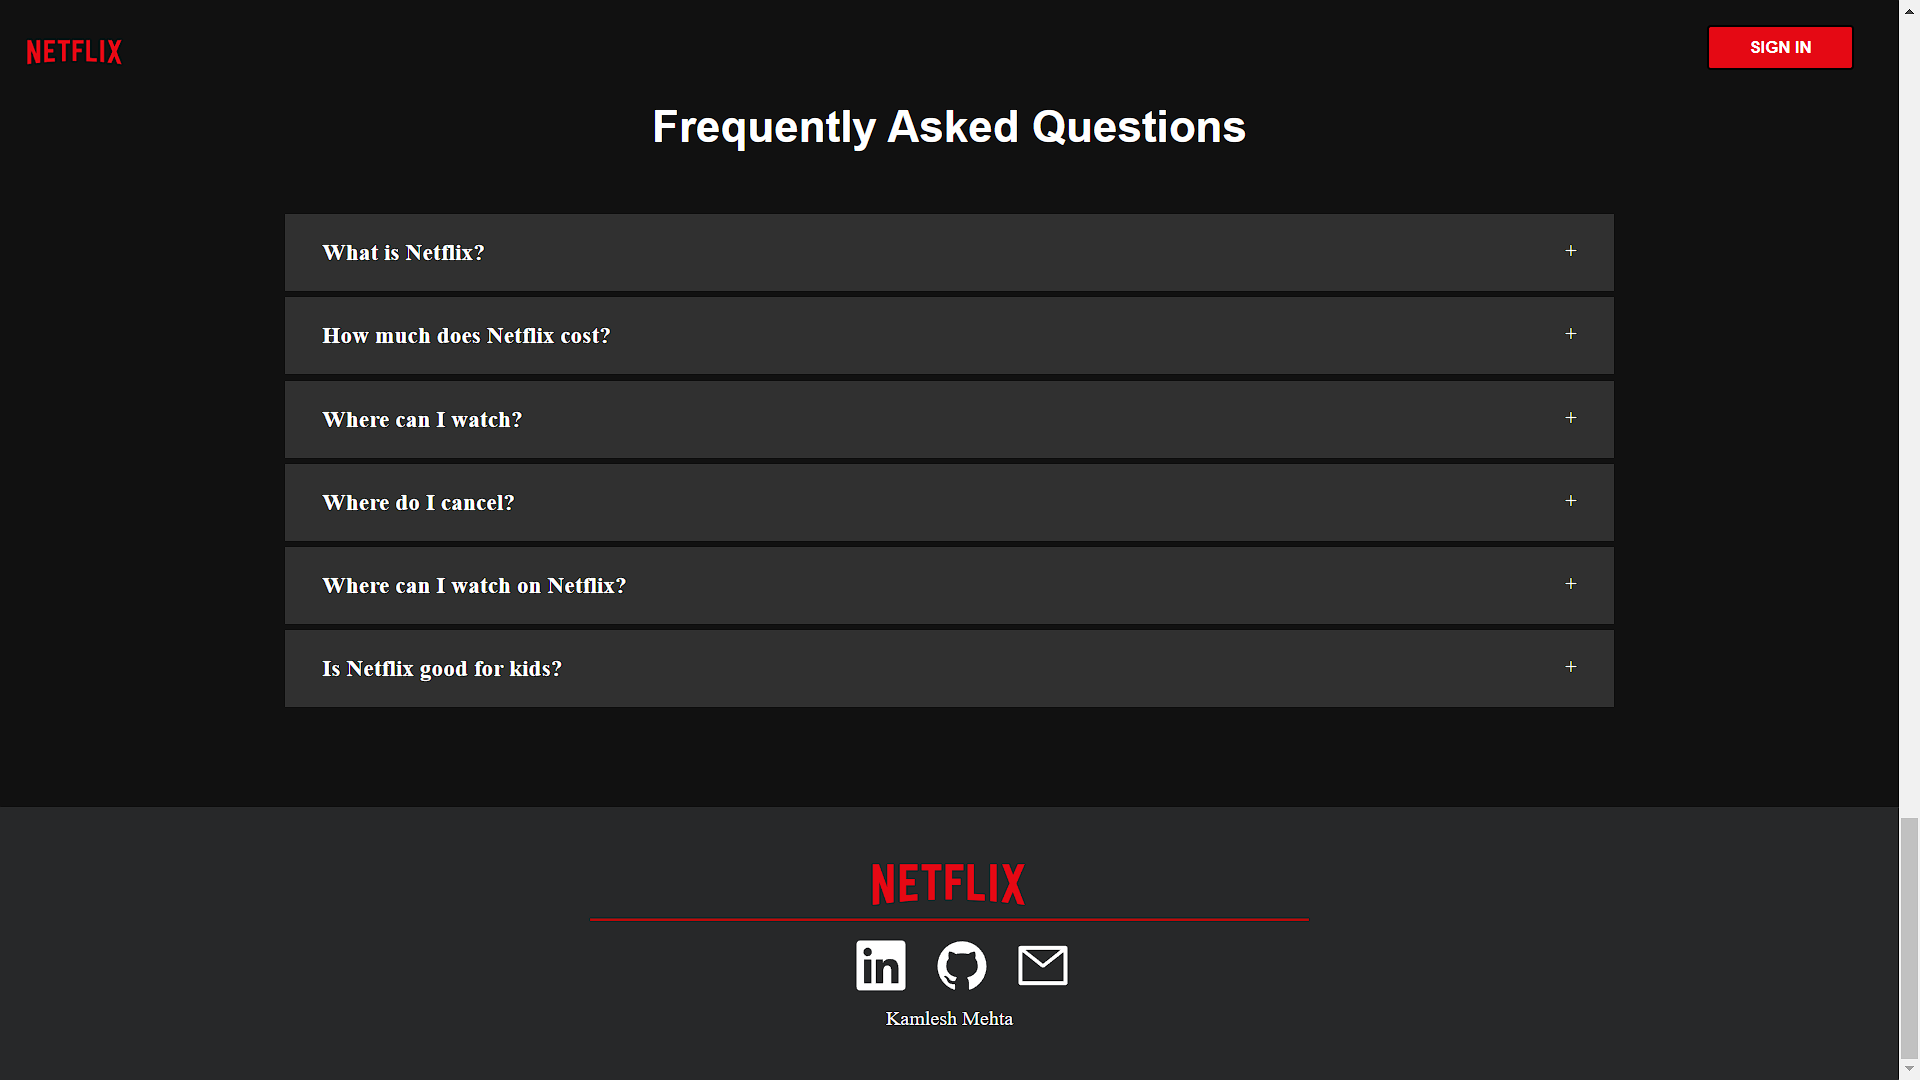 NETFLIX
SIGN IN
Frequently Asked Questions
What is Netflix?
+
How much does Netflix cost?
+
Where can I watch?
+
Where do I cancel?
+
Where can I watch on Netflix?
+
Is Netflix good for kids?
+
NETFLIX
in
Kamlesh Mehta